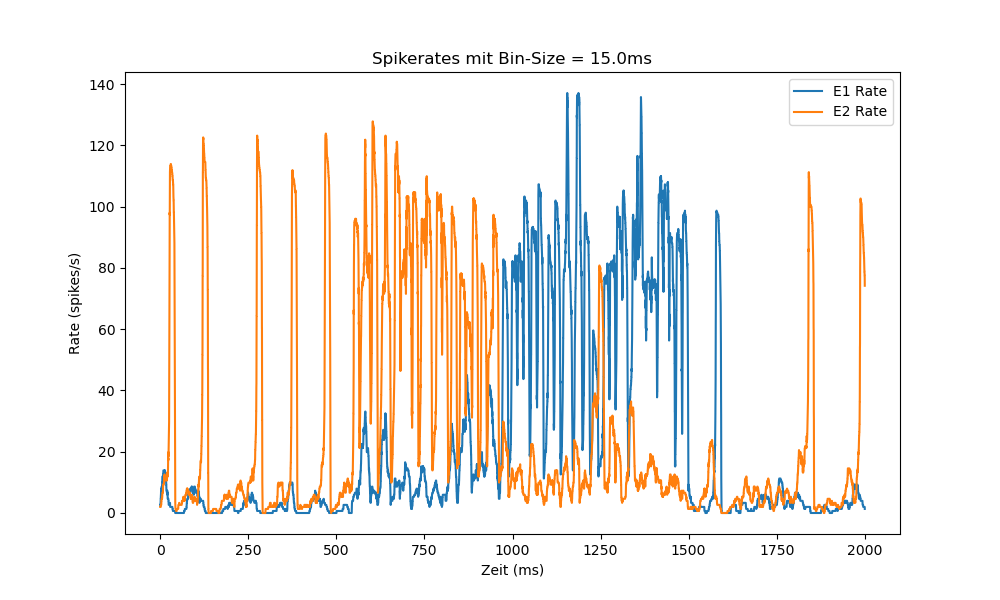 Spikerates mit Bin-Size = 15.0ms
E1 Rate
E2 Rate
140
120
100
80
60
40
20
0
Rate (spikes/s)
0 250 500 750 1000 1250 1500 1750 2000
Zeit (ms)